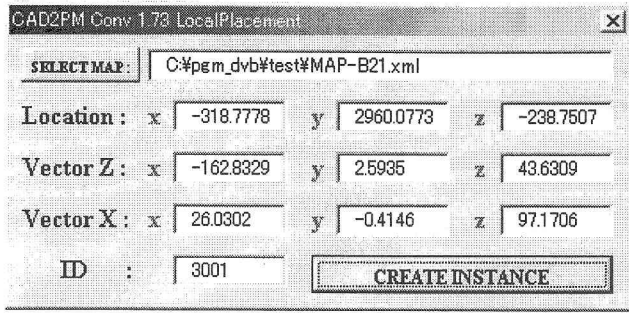 CAD2PM Conv 1.73 LocalPlacement
SELECT MAP : C:¥pgm_dvb¥test¥MAP-B21.xml
Location : x -318.7778 y 2960.0773 z -238.7507
Vector Z : x -162.8329 y 2.5935 z 43.6309
Vector X : x 26.0302 y -0.4146 z 97.1706
ID : 3001 CREATE INSTANCE